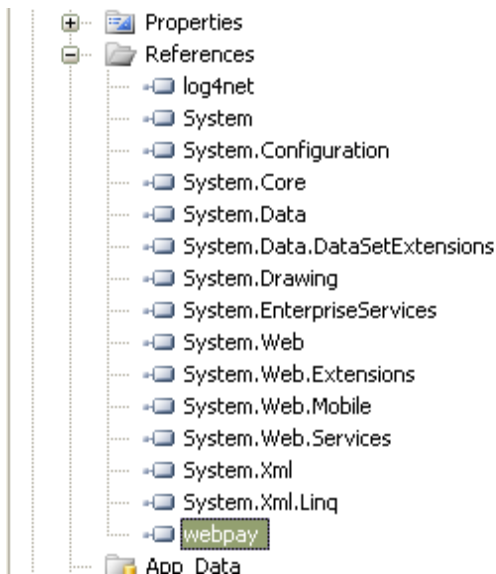 Properties
References
log4net
System
System.Configuration
System.Core
System.Data
System.Data.DataSetExtensions
System.Drawing
System.EnterpriseServices
System.Web
System.Web.Extensions
System.Web.Mobile
System.Web.Services
System.Xml
System.Xml.Linq
webpay
App_Data